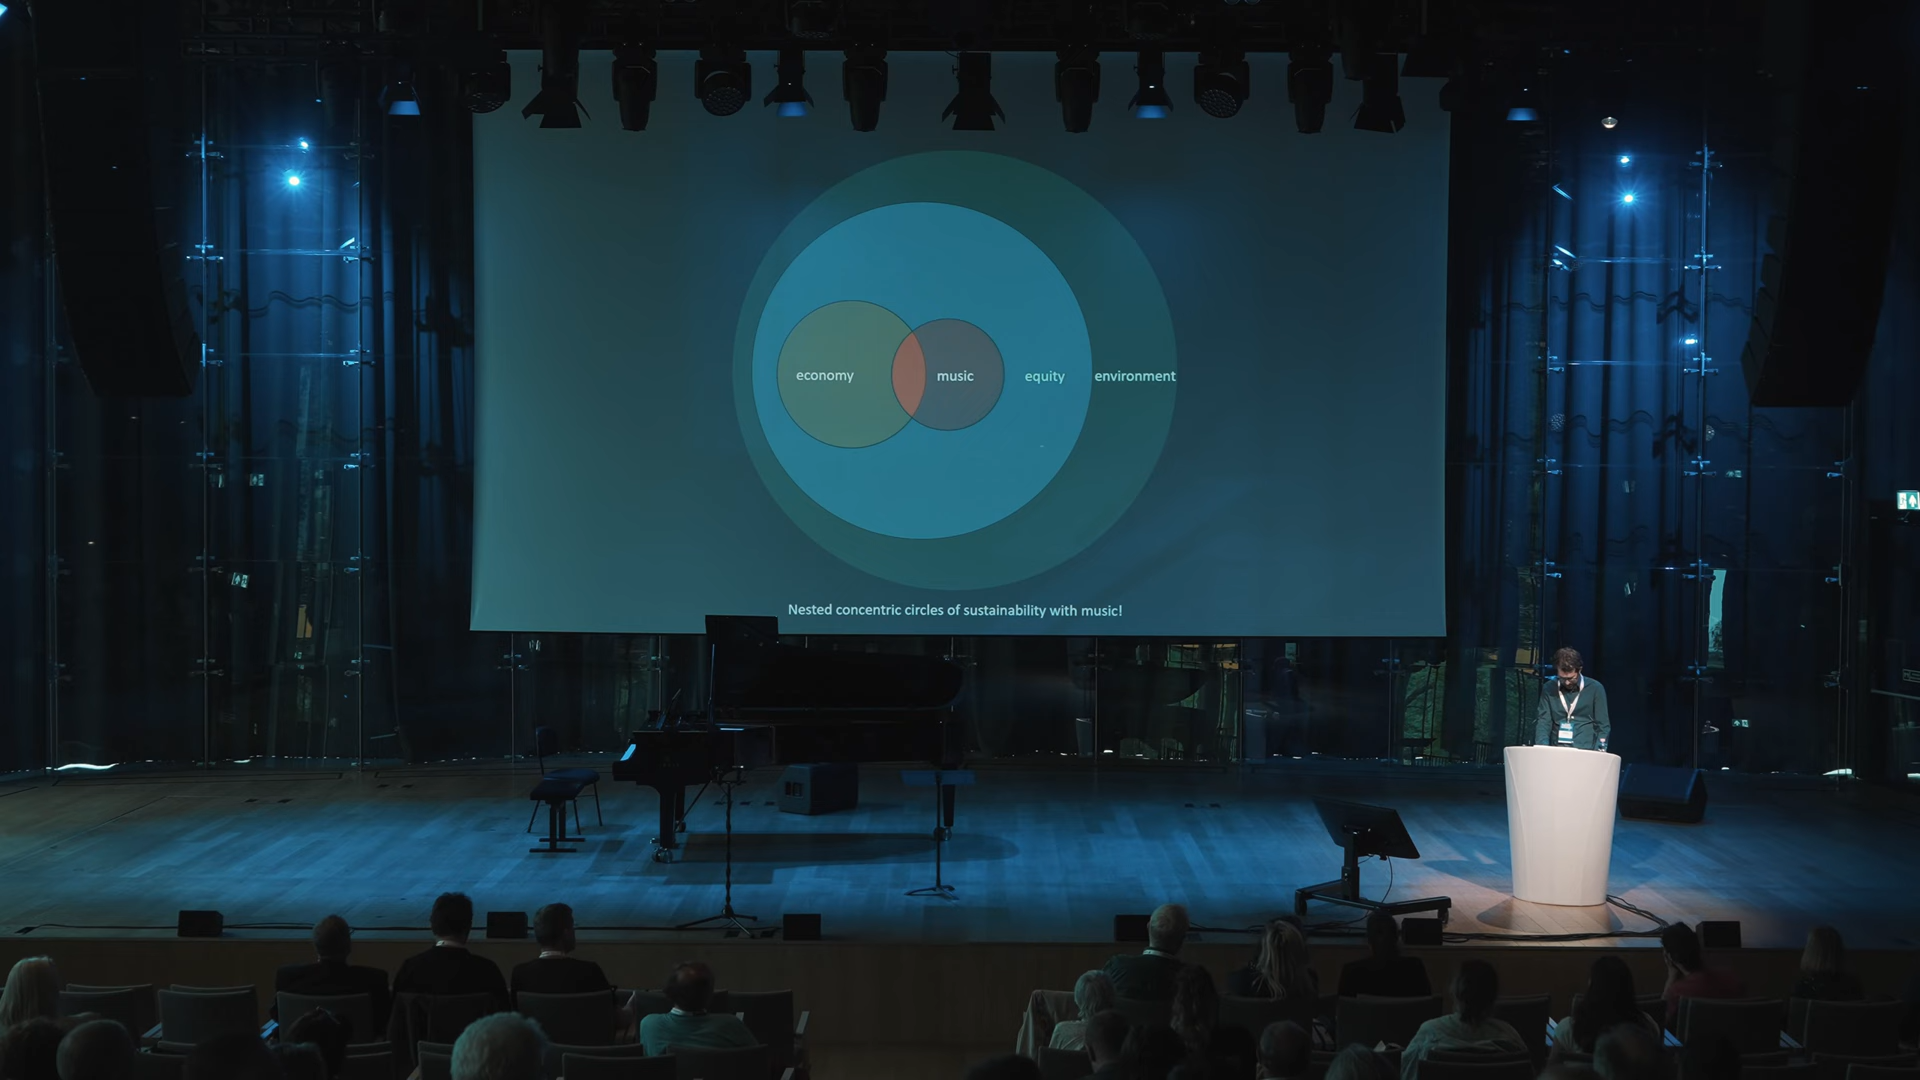 economy
music
equity
environment
Nested concentric circles of sustainability with music!